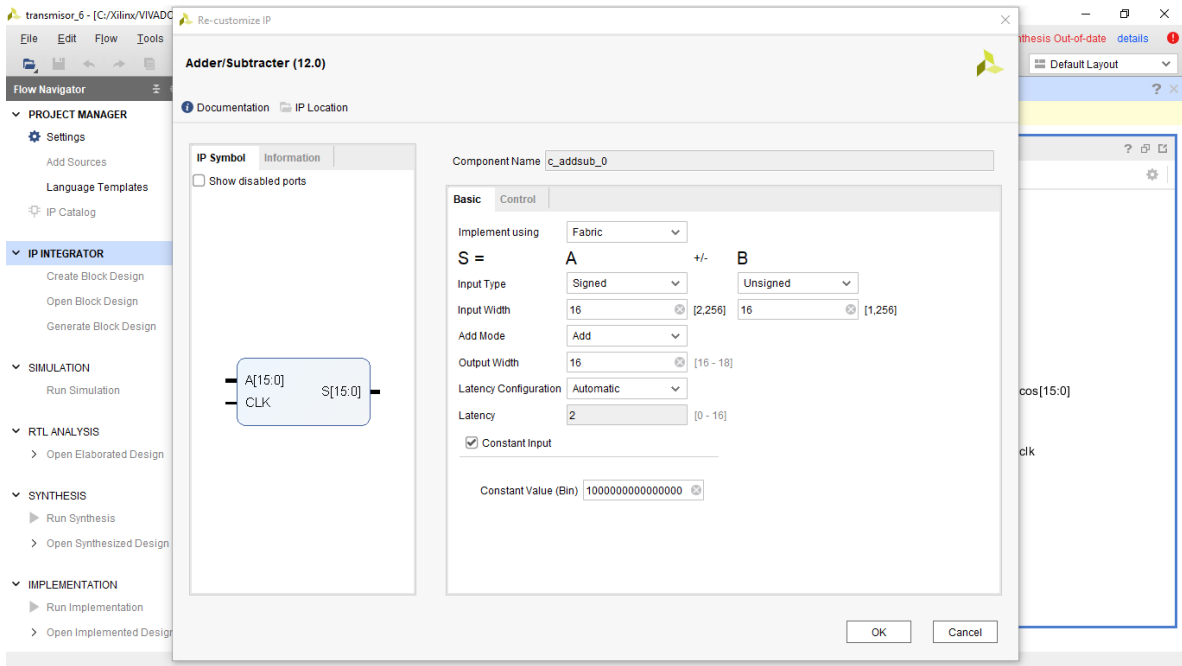 transmisor_6 - [C:/Xilinx/VIVADO
Re-customize IP
File Edit Flow Tools
thesis Out-of-date details
Default Layout
Adder/Subtracter (12.0)
Flow Navigator
?
Documentation IP Location
PROJECT MANAGER
Settings
Add Sources
Language Templates
IP Catalog
IP INTEGRATOR
Create Block Design
Open Block Design
Generate Block Design
SIMULATION
Run Simulation
RTL ANALYSIS
Open Elaborated Design
SYNTHESIS
Run Synthesis
Open Synthesized Design
IMPLEMENTATION
Run Implementation
Open Implemented Design
IP Symbol Information
Show disabled ports
A[15:0]
CLK
S[15:0]
Component Name c_addsub_0
Basic Control
Implement using Fabric
S = A +/- B
Input Type Signed Unsigned
Input Width 16 [2,256] 16 [1,256]
Add Mode Add
Output Width 16 [16 - 18]
Latency Configuration Automatic
Latency 2 [0 - 16]
Constant Input
Constant Value (Bin) 1000000000000000
OK Cancel
?
cos[15:0]
clk